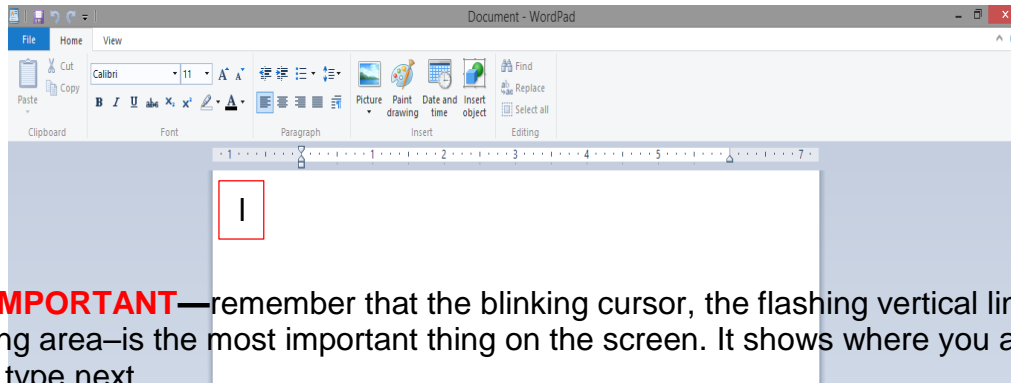 Document - WordPad
File Home View
Cut
Copy
Paste
Calibri 11 A A
B I U abc X₂ X² A
Picture Paint drawing Date and time Insert object
Find
Replace
Select all
Clipboard Font Paragraph Insert Editing
1 1 2 3 4 5 7
MPORTANT—remember that the blinking cursor, the flashing vertical lin
ng area–is the most important thing on the screen. It shows where you a
type next